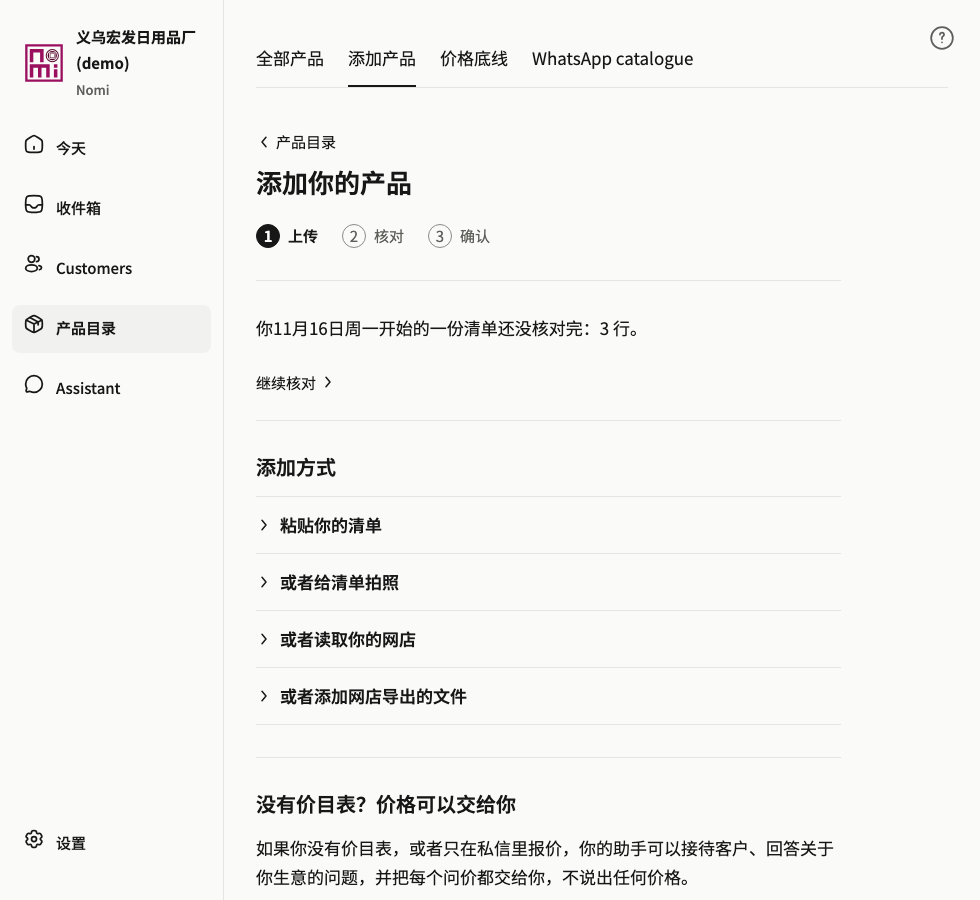 义乌宏发日用品厂
(demo)
Nomi
今天
收件箱
Customers
产品目录
Assistant
设置
全部产品
添加产品
价格底线
WhatsApp catalogue
?
产品目录
添加你的产品
1 上传
2 核对
3 确认
你11月16日周一开始的一份清单还没核对完：3 行。
继续核对
添加方式
粘贴你的清单
或者给清单拍照
或者读取你的网店
或者添加网店导出的文件
没有价目表？价格可以交给你
如果你没有价目表，或者只在私信里报价，你的助手可以接待客户、回答关于
你生意的问题，并把每个问价都交给你，不说出任何价格。